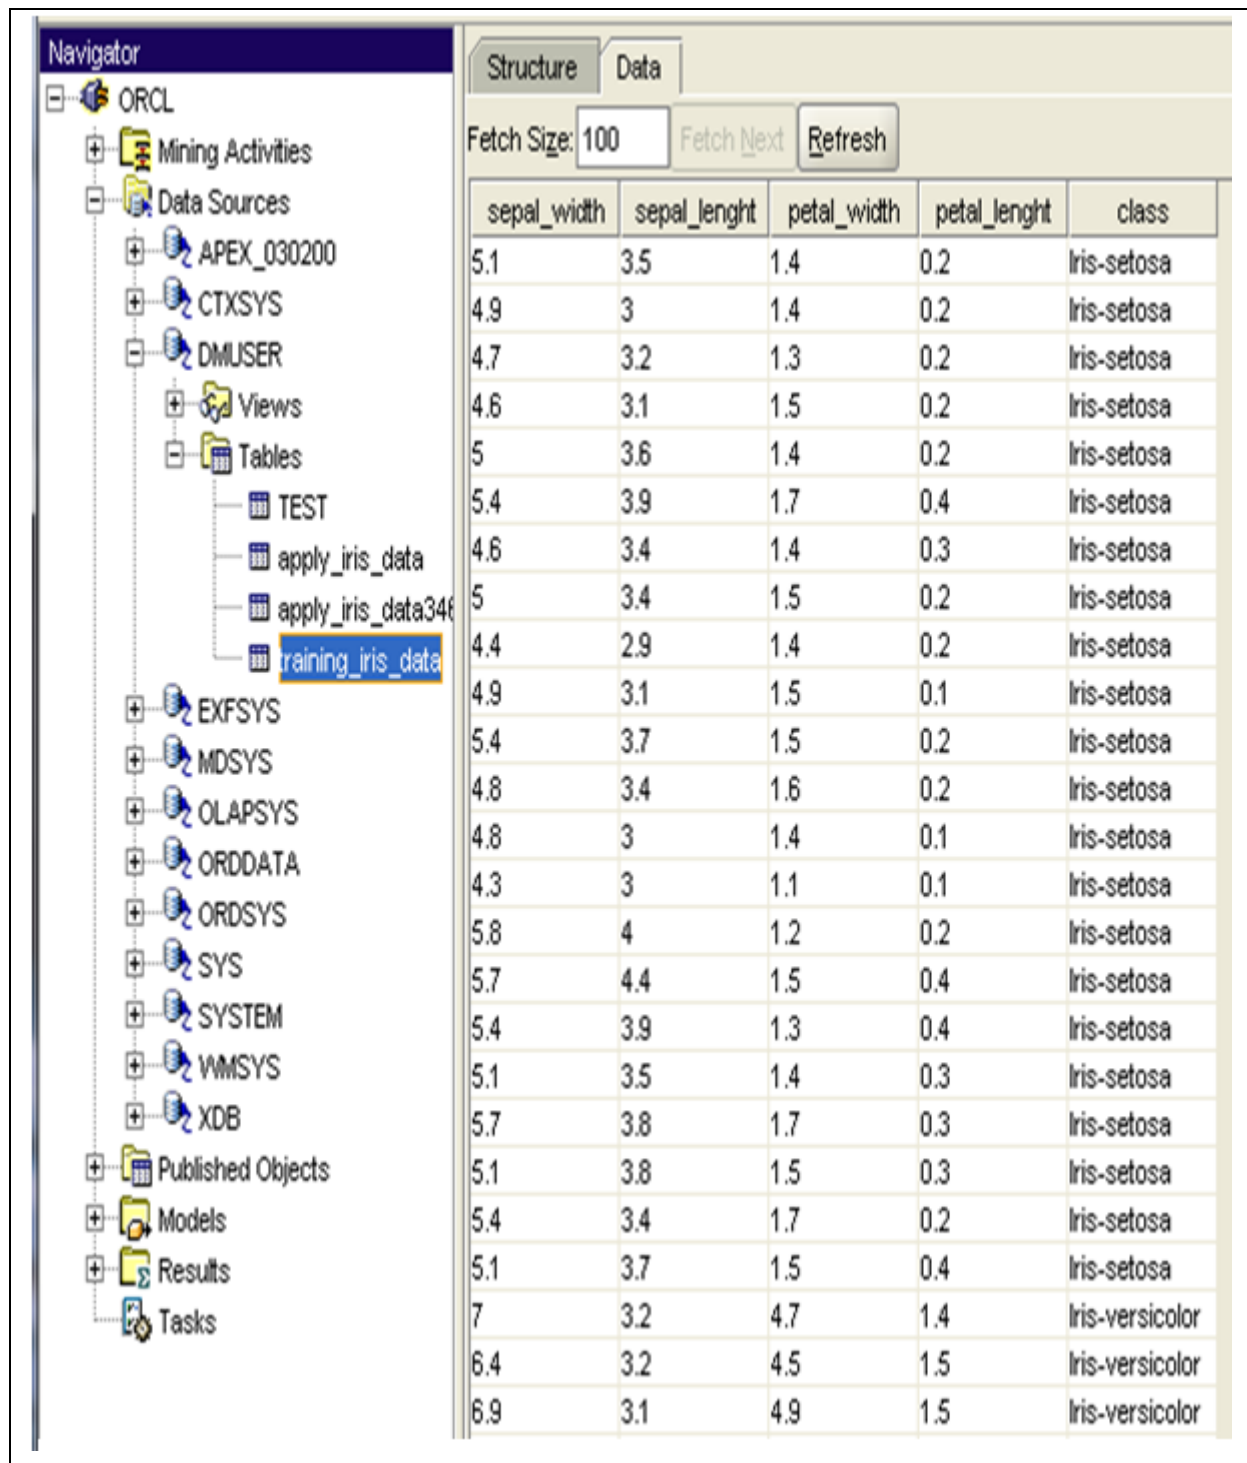 Navigator
ORCL
Mining Activities
Data Sources
APEX_030200
CTXSYS
DMUSER
Views
Tables
TEST
apply_iris_data
apply_iris_data346
training_iris_data
EXFSYS
MDSYS
OLAPSYS
ORDDATA
ORDSYS
SYS
SYSTEM
WMSYS
XDB
Published Objects
Models
Results
Tasks
Structure Data
Fetch Size: 100 Fetch Next Refresh
sepal_width sepal_lenght petal_width petal_lenght class
5.1 3.5 1.4 0.2 Iris-setosa
4.9 3 1.4 0.2 Iris-setosa
4.7 3.2 1.3 0.2 Iris-setosa
4.6 3.1 1.5 0.2 Iris-setosa
5 3.6 1.4 0.2 Iris-setosa
5.4 3.9 1.7 0.4 Iris-setosa
4.6 3.4 1.4 0.3 Iris-setosa
5 3.4 1.5 0.2 Iris-setosa
4.4 2.9 1.4 0.2 Iris-setosa
4.9 3.1 1.5 0.1 Iris-setosa
5.4 3.7 1.5 0.2 Iris-setosa
4.8 3.4 1.6 0.2 Iris-setosa
4.8 3 1.4 0.1 Iris-setosa
4.3 3 1.1 0.1 Iris-setosa
5.8 4 1.2 0.2 Iris-setosa
5.7 4.4 1.5 0.4 Iris-setosa
5.4 3.9 1.3 0.4 Iris-setosa
5.1 3.5 1.4 0.3 Iris-setosa
5.7 3.8 1.7 0.3 Iris-setosa
5.1 3.8 1.5 0.3 Iris-setosa
5.4 3.4 1.7 0.2 Iris-setosa
5.1 3.7 1.5 0.4 Iris-setosa
7 3.2 4.7 1.4 Iris-versicolor
6.4 3.2 4.5 1.5 Iris-versicolor
6.9 3.1 4.9 1.5 Iris-versicolor